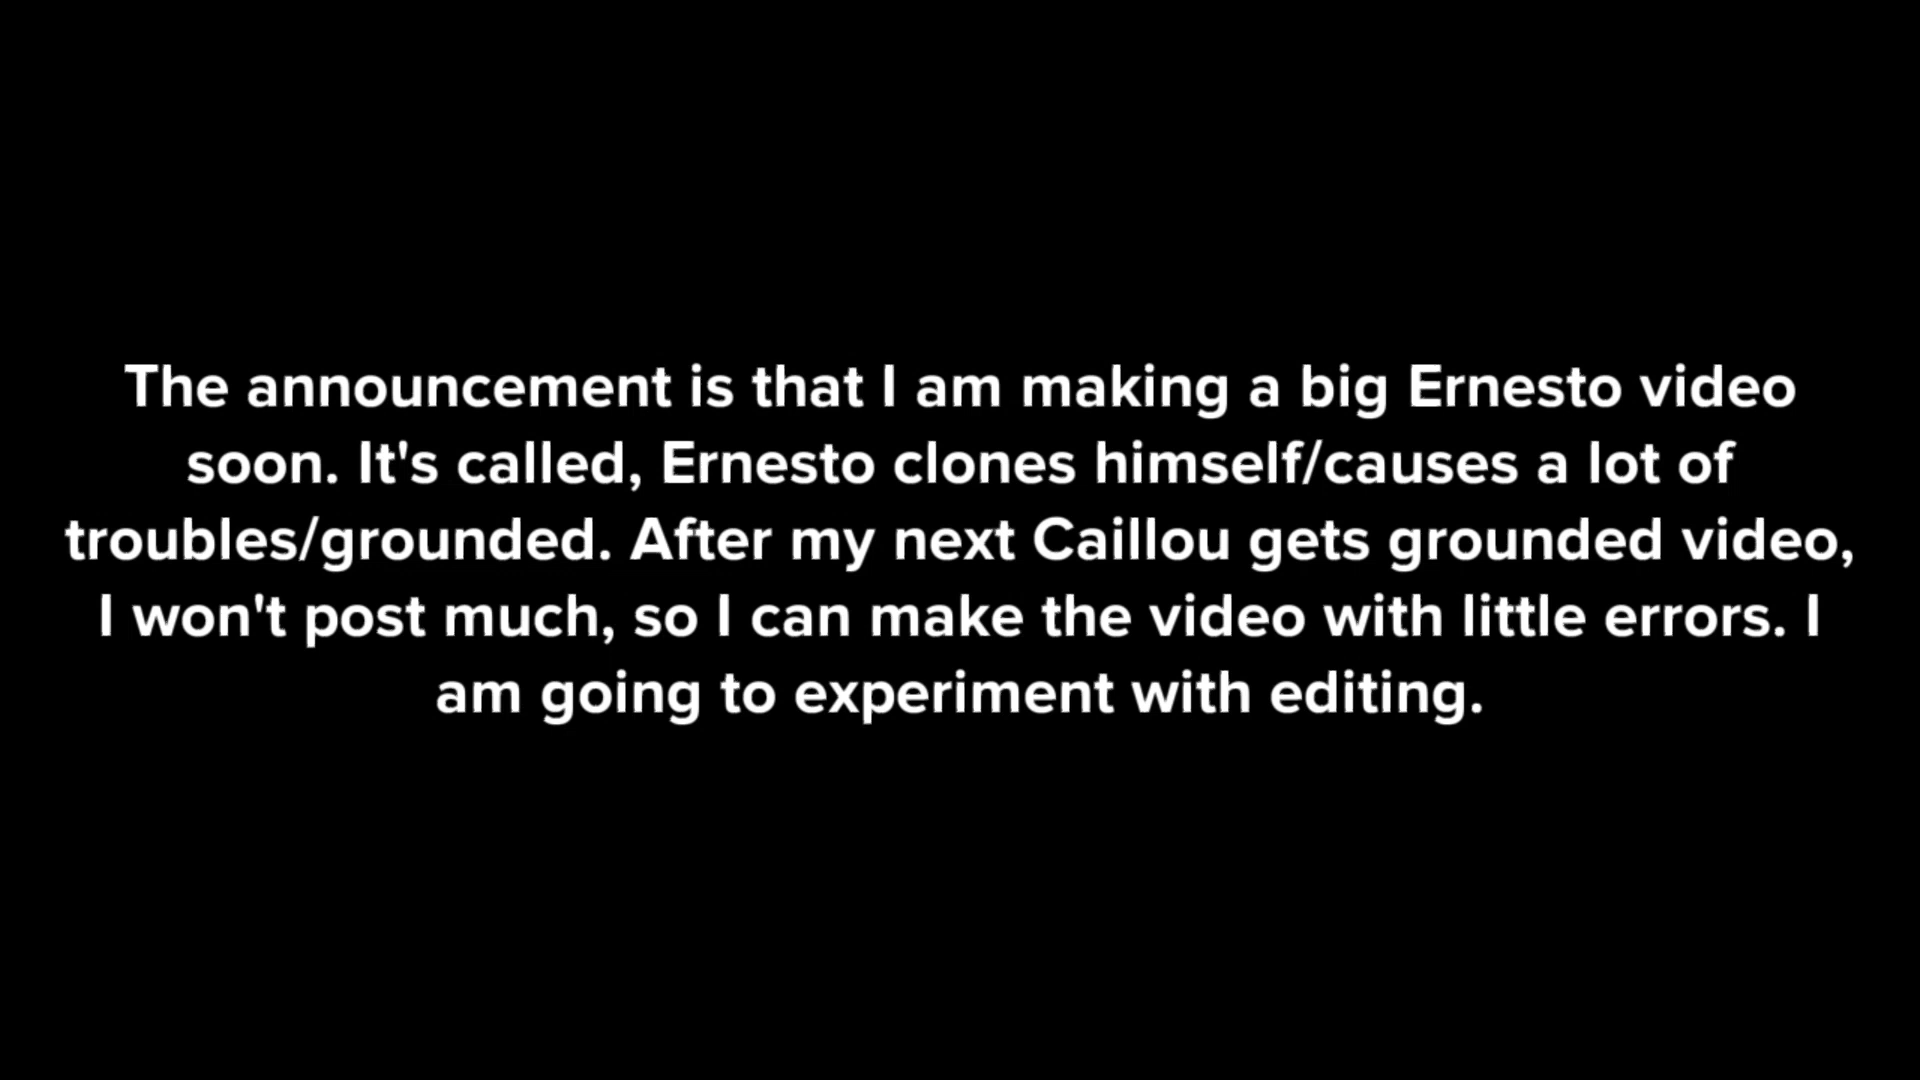 The announcement is that I am making a big Ernesto video
soon. It's called, Ernesto clones himself/causes a lot of
troubles/grounded. After my next Caillou gets grounded video,
I won't post much, so I can make the video with little errors. I
am going to experiment with editing.